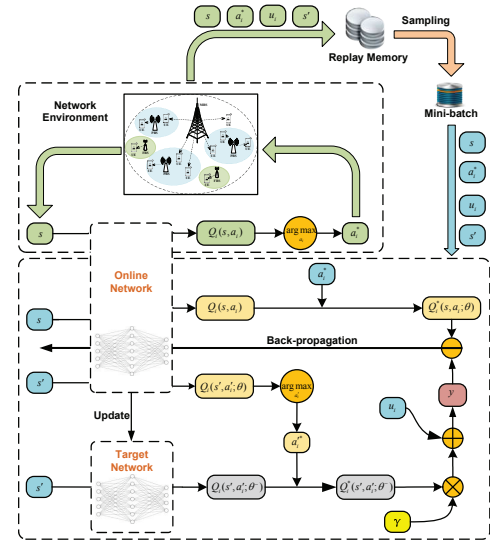 s
a_i^*
u_i
s'
Sampling
Replay Memory
Mini-batch
Network
Environment
s
a_i^*
u_i
s'
s
Q_i(s,a_i)
arg max
a_i
a_i^*
Online
Network
a_i^*
Q_i(s,a_i)
Q_i^*(s,a_i;θ)
s
Back-propagation
s'
Q_i(s',a_i';θ)
arg max
a_i'
y
Update
u_i
a_i'^*
Target
Network
s'
Q_i(s',a_i';θ^-)
Q_i^*(s',a_i';θ^-)
γ